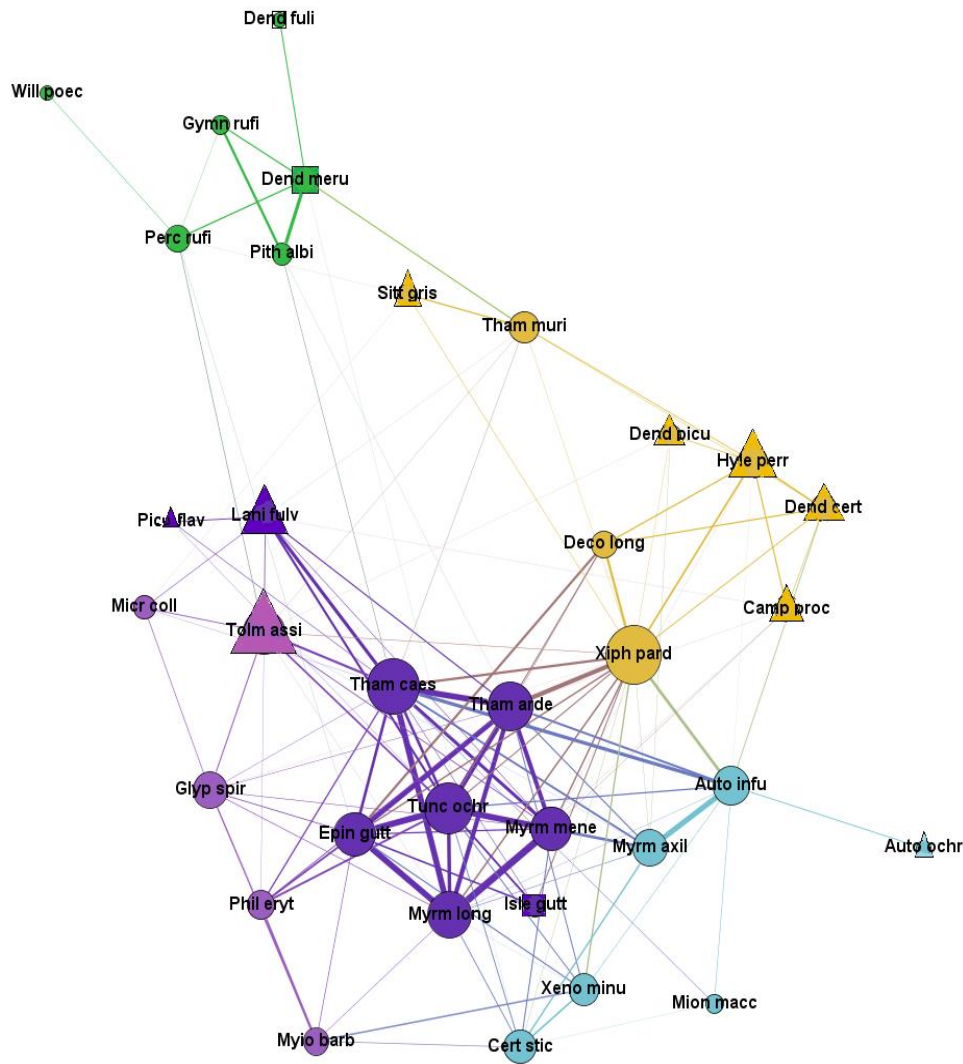 Dend fuli
Will poec
Gymn rufi
Dend meru
Perc rufi
Pith albi
Sitt gris
Tham muri
Dend picu
Hyle perr
Dend cert
Picu flav
Lani fulv
Deco long
Micr coll
Camp proc
Tolm assi
Xiph pard
Tham caes
Tham arde
Glyp spir
Auto infu
Tunc ochr
Epin gutt
Myrm mene
Myrm axil
Auto ochr
Phil eryt
Myrm long
Isle gutt
Xeno minu
Mion macc
Myio barb
Cert stic